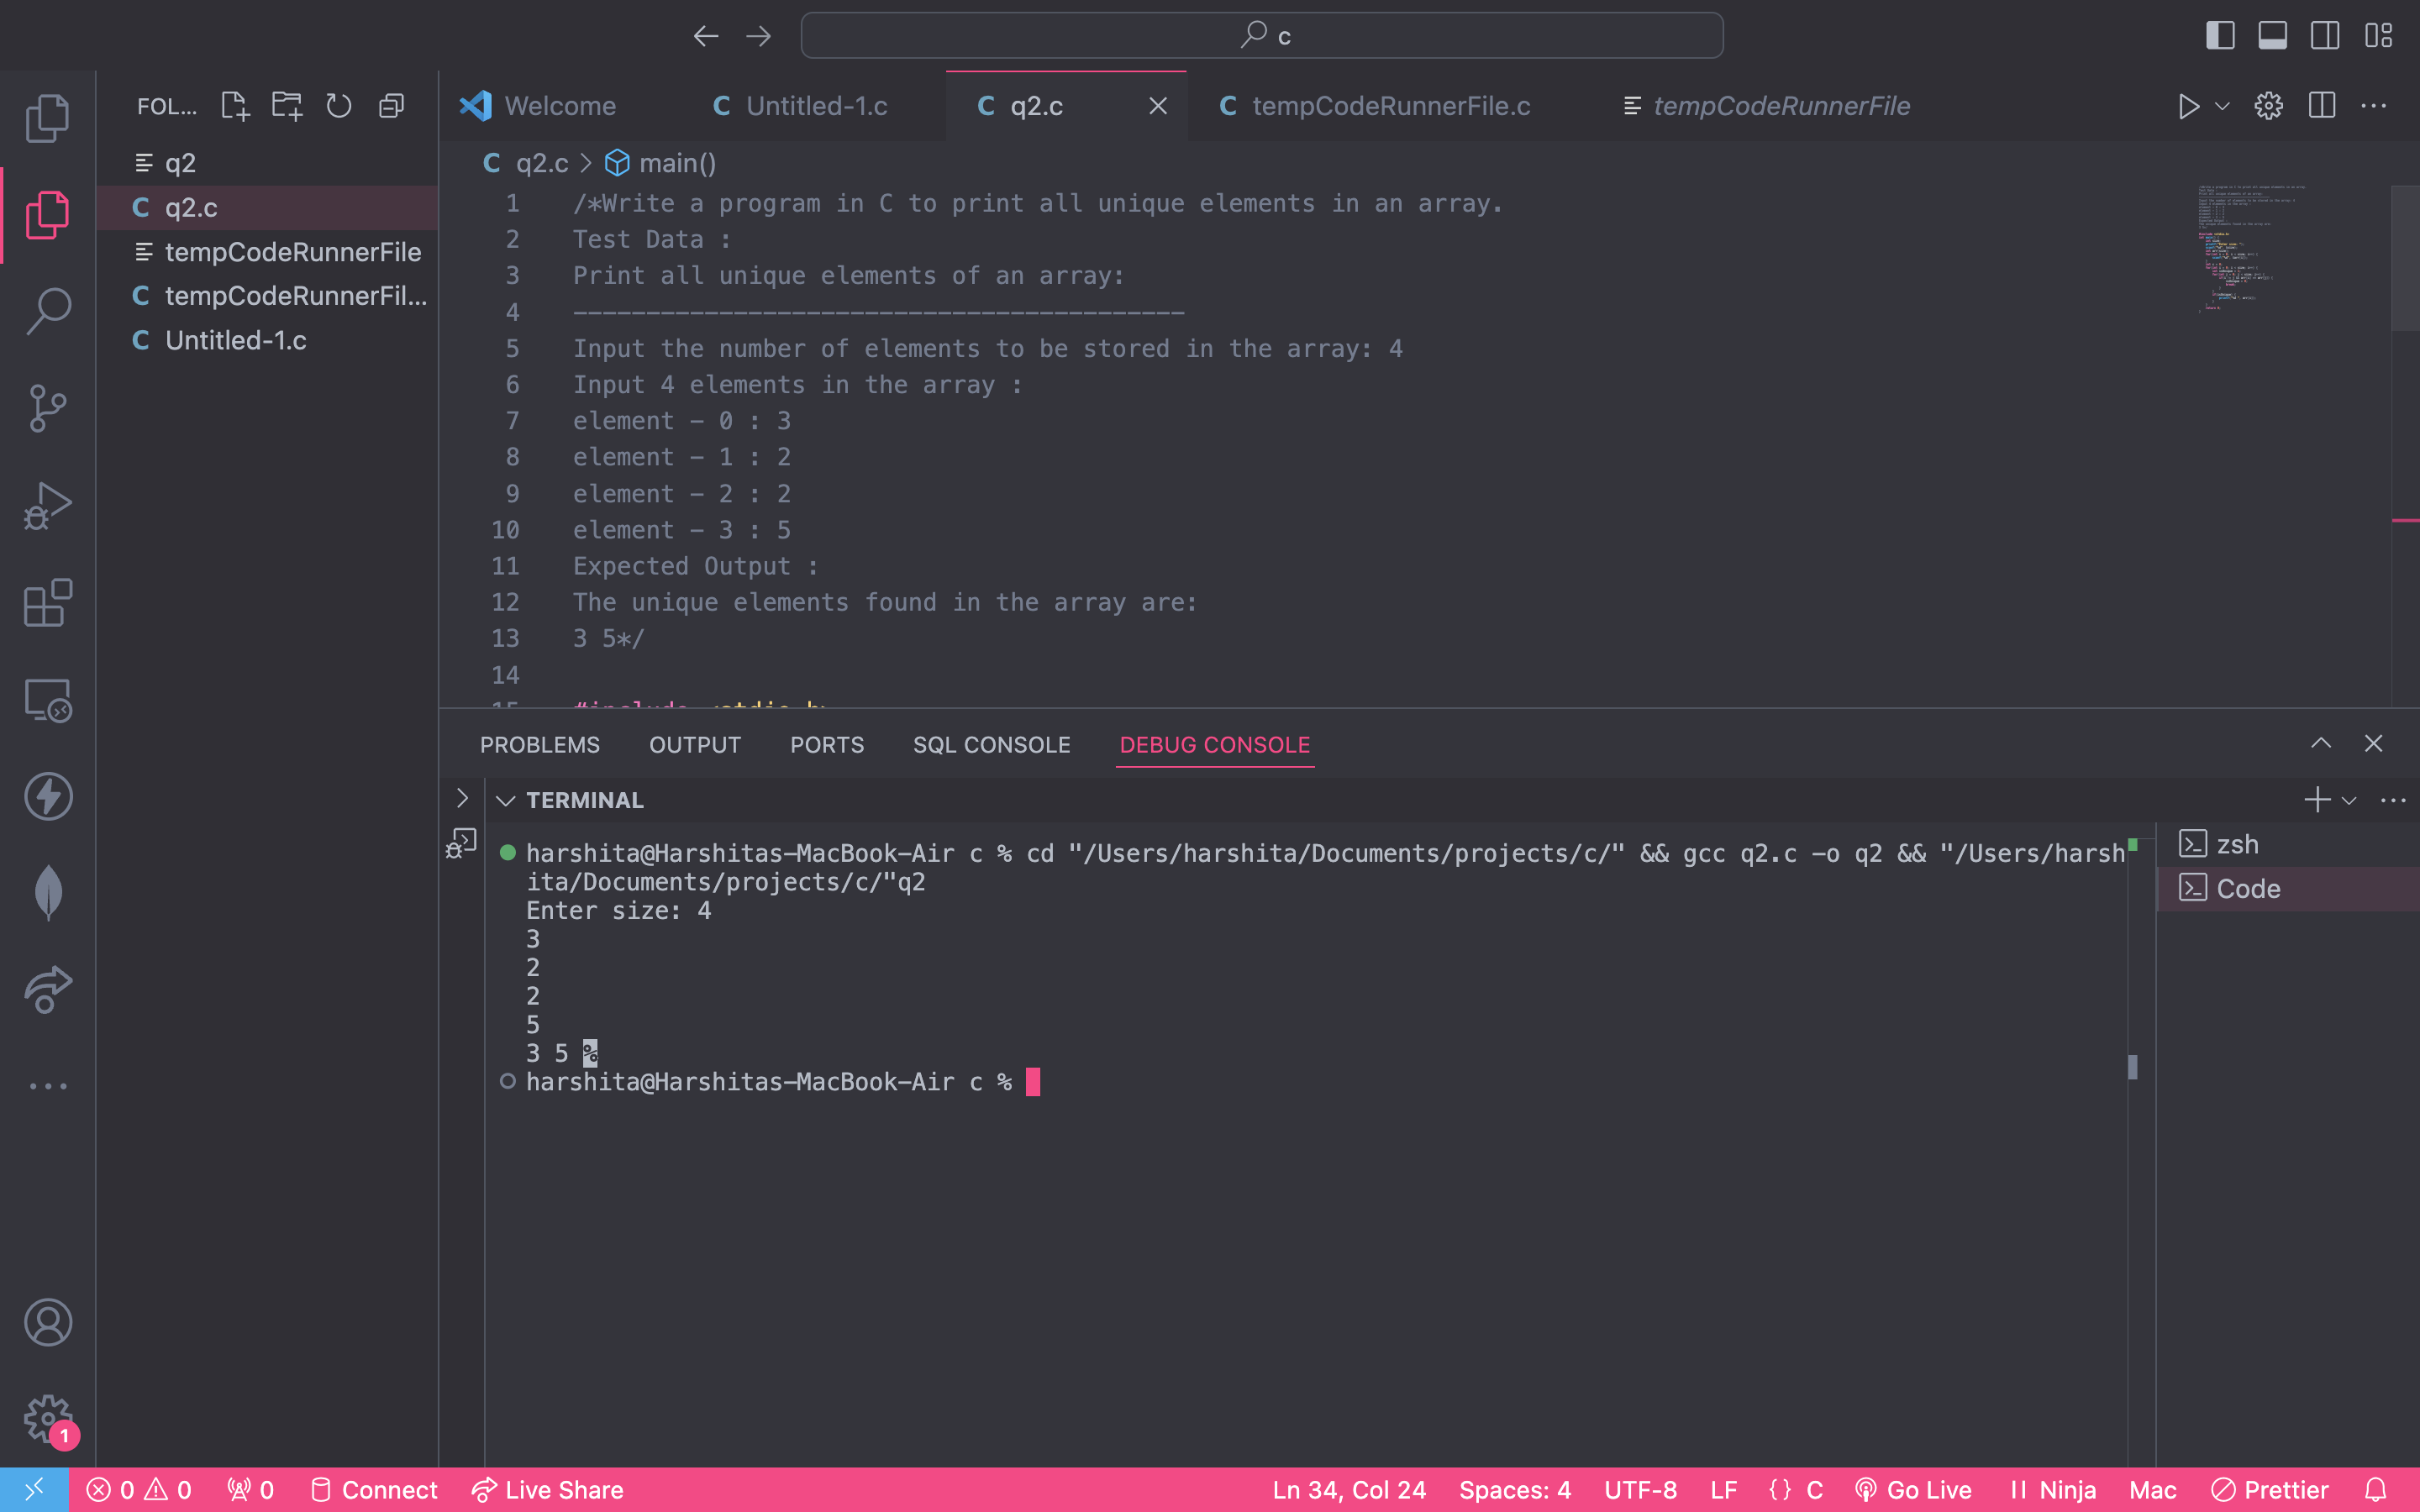 c
FOL...
Welcome
Untitled-1.c
q2.c
tempCodeRunnerFile.c
tempCodeRunnerFile
q2
q2.c
tempCodeRunnerFile
tempCodeRunnerFil...
Untitled-1.c
q2.c > main()
1 /*Write a program in C to print all unique elements in an array.
2 Test Data :
3 Print all unique elements of an array:
4 ------------------------------------------
5 Input the number of elements to be stored in the array: 4
6 Input 4 elements in the array :
7 element - 0 : 3
8 element - 1 : 2
9 element - 2 : 2
10 element - 3 : 5
11 Expected Output :
12 The unique elements found in the array are:
13 3 5*/
14
15 #include <stdio.h>
PROBLEMS OUTPUT PORTS SQL CONSOLE DEBUG CONSOLE
TERMINAL
harshita@Harshitas-MacBook-Air c % cd "/Users/harshita/Documents/projects/c/" && gcc q2.c -o q2 && "/Users/harsh
ita/Documents/projects/c/"q2
Enter size: 4
3
2
2
5
3 5 %
harshita@Harshitas-MacBook-Air c %
zsh
Code
1
0 0 0 Connect Live Share Ln 34, Col 24 Spaces: 4 UTF-8 LF {} C Go Live Ninja Mac Prettier